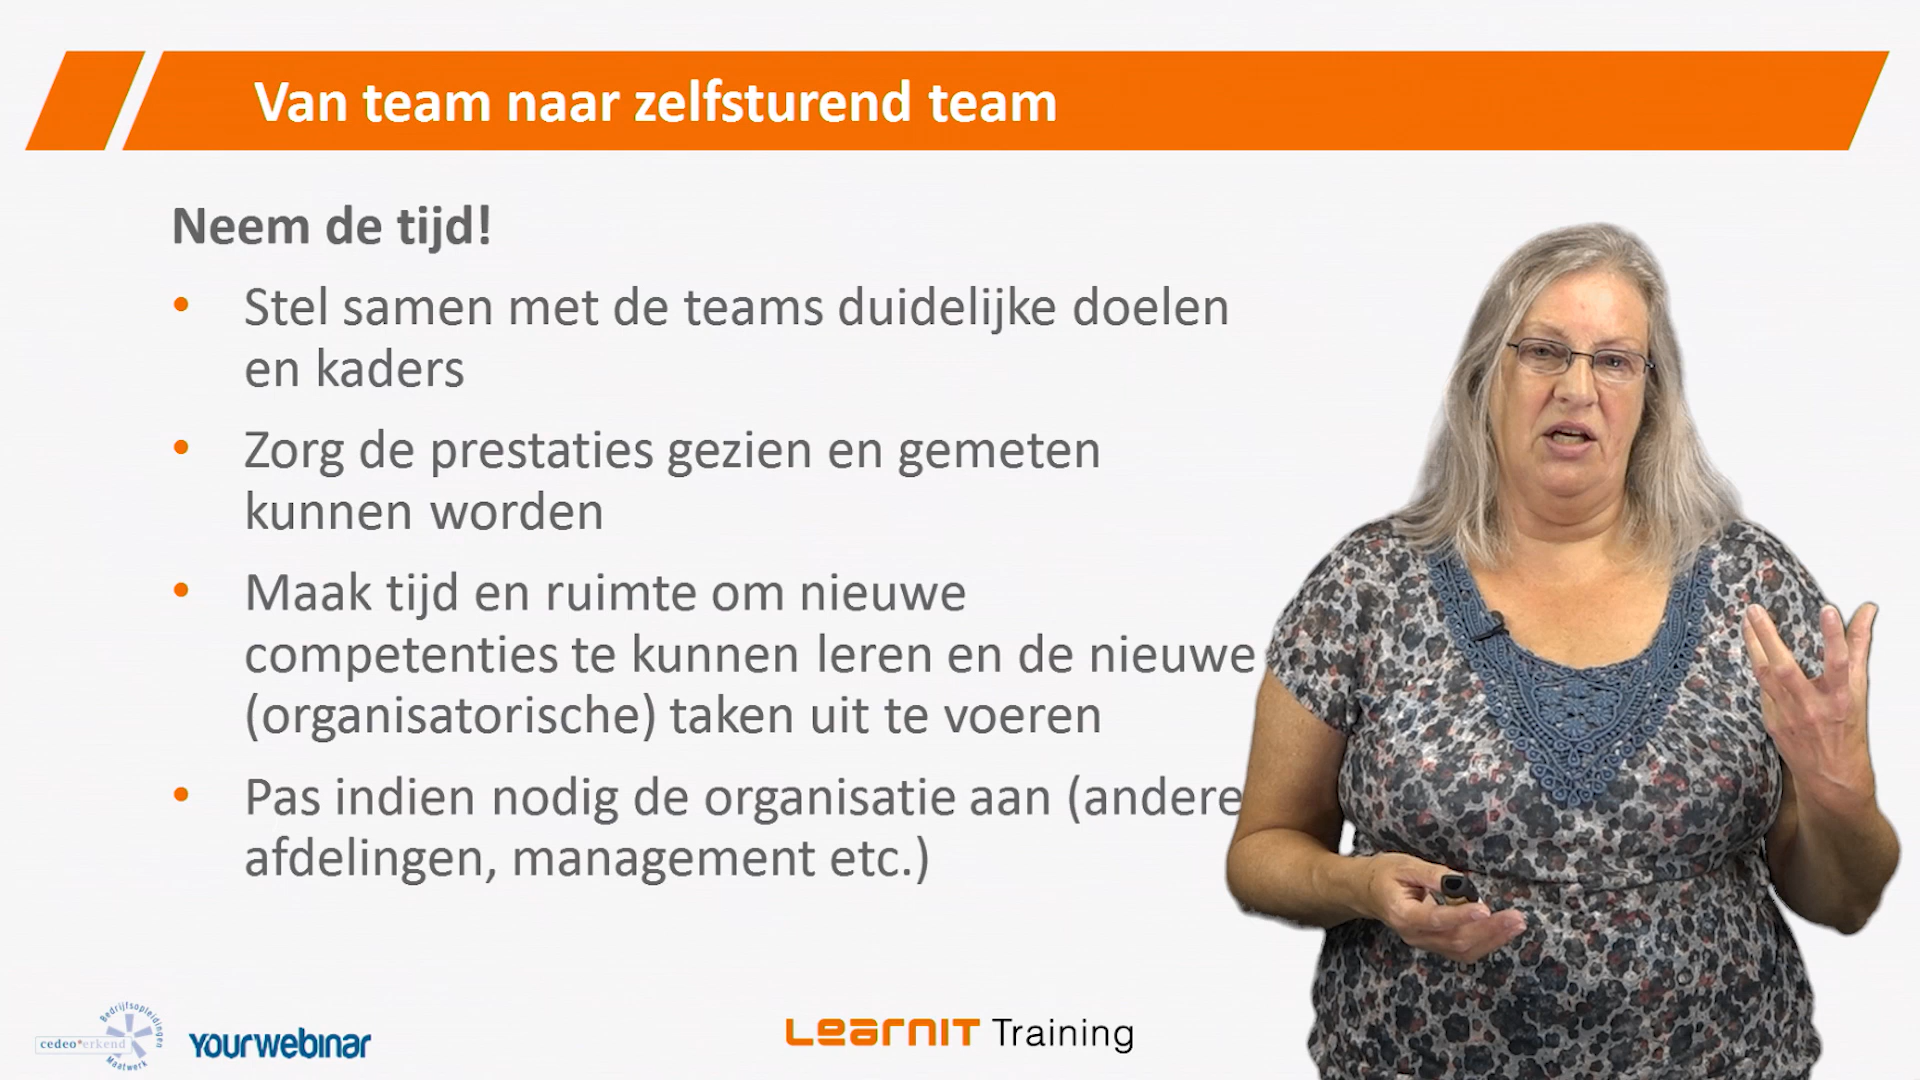 Van team naar zelfsturend team
Neem de tijd!
• Stel samen met de teams duidelijke doelen
en kaders
• Zorg de prestaties gezien en gemeten
kunnen worden
• Maak tijd en ruimte om nieuwe
competenties te kunnen leren en de nieuwe
(organisatorische) taken uit te voeren
• Pas indien nodig de organisatie aan (andere
afdelingen, management etc.)
Bedrijfsopleidingen
cedeo*erkend
Maatwerk
YOURWEBINAR
LearnIT Training